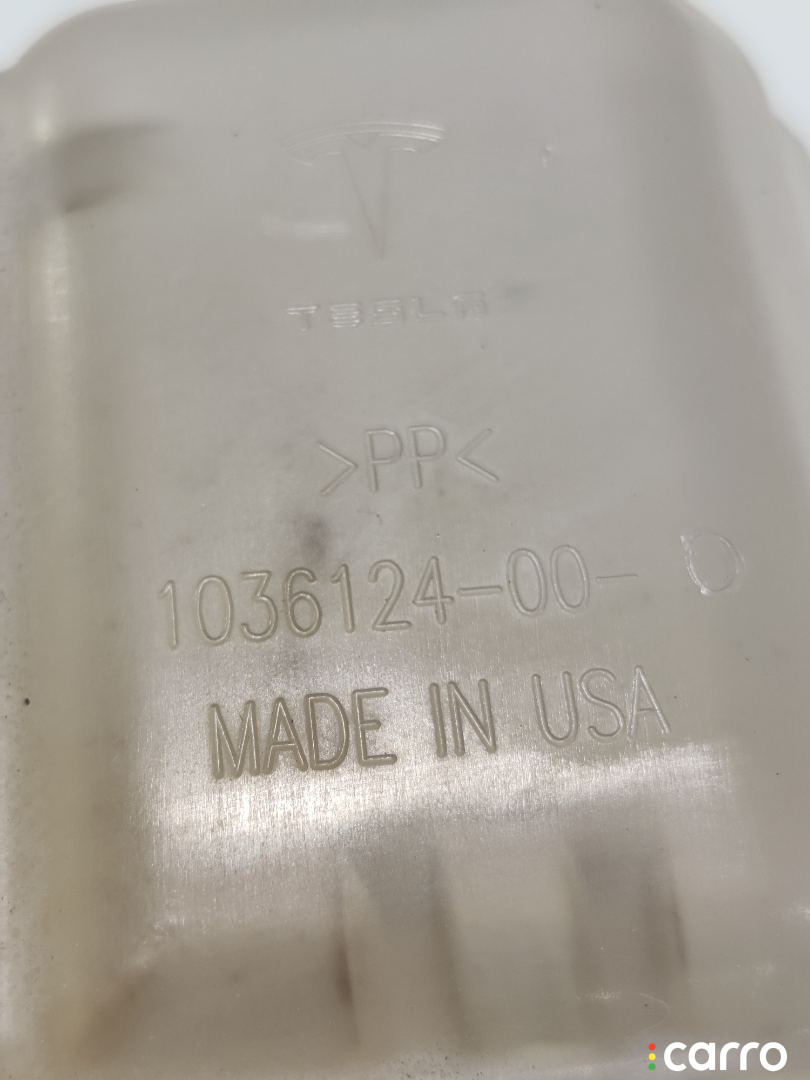 TESLA
>PP<
1036124-00- D
MADE IN USA
carro